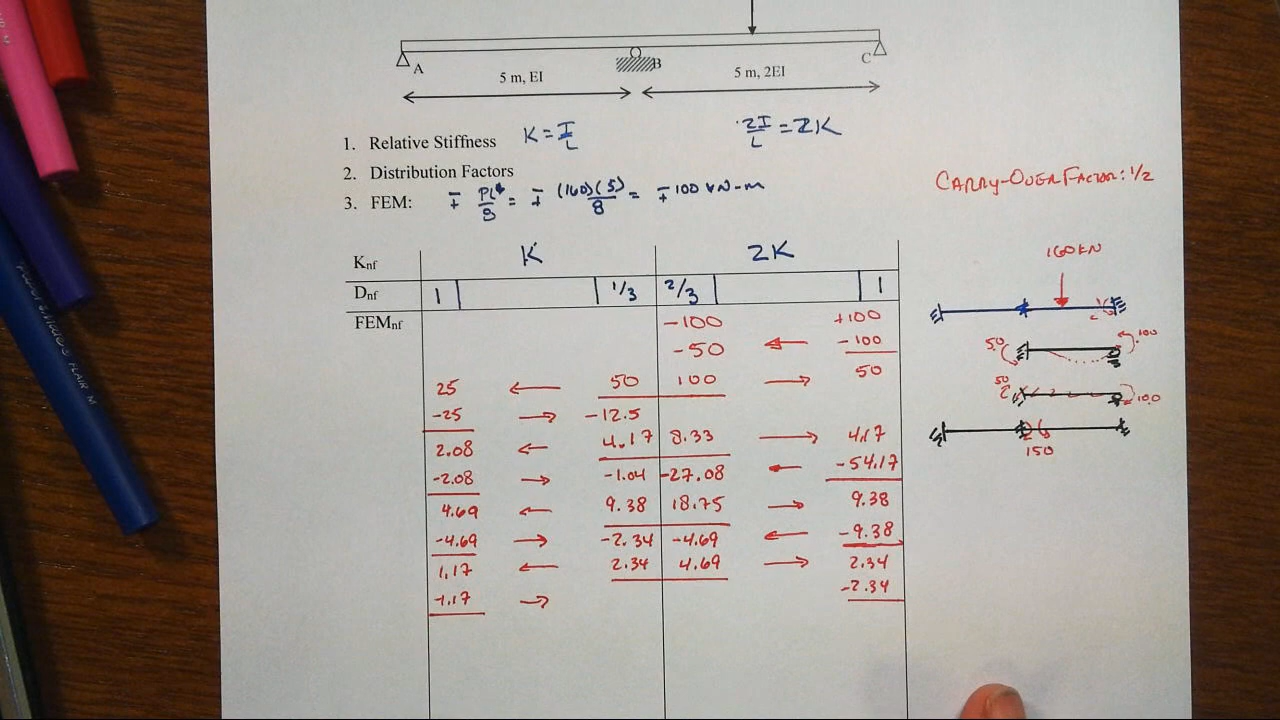 A
B
C
5 m, EI
5 m, 2EI
1. Relative Stiffness K = I/L 2I/L = 2K
2. Distribution Factors
CARRY-OVER FACTOR: 1/2
3. FEM: ∓ PL/8 = ∓ (160)(5)/8 = ∓100 kN-m
Knf K 2K
160KN
Dnf 1 1/3 2/3 1
FEMnf -100 +100
-50 ← -100
50 100
25 ← 50 100 → 50
50 100
-25 → -12.5
2.08 ← 4.17 8.33 → 4.17
150
-2.08 → -1.04 -27.08 ← -54.17
4.69 ← 9.38 18.75 → 9.38
-4.69 → -2.34 -4.69 ← -9.38
1.17 ← 2.34 4.69 → 2.34
-1.17 → -2.34